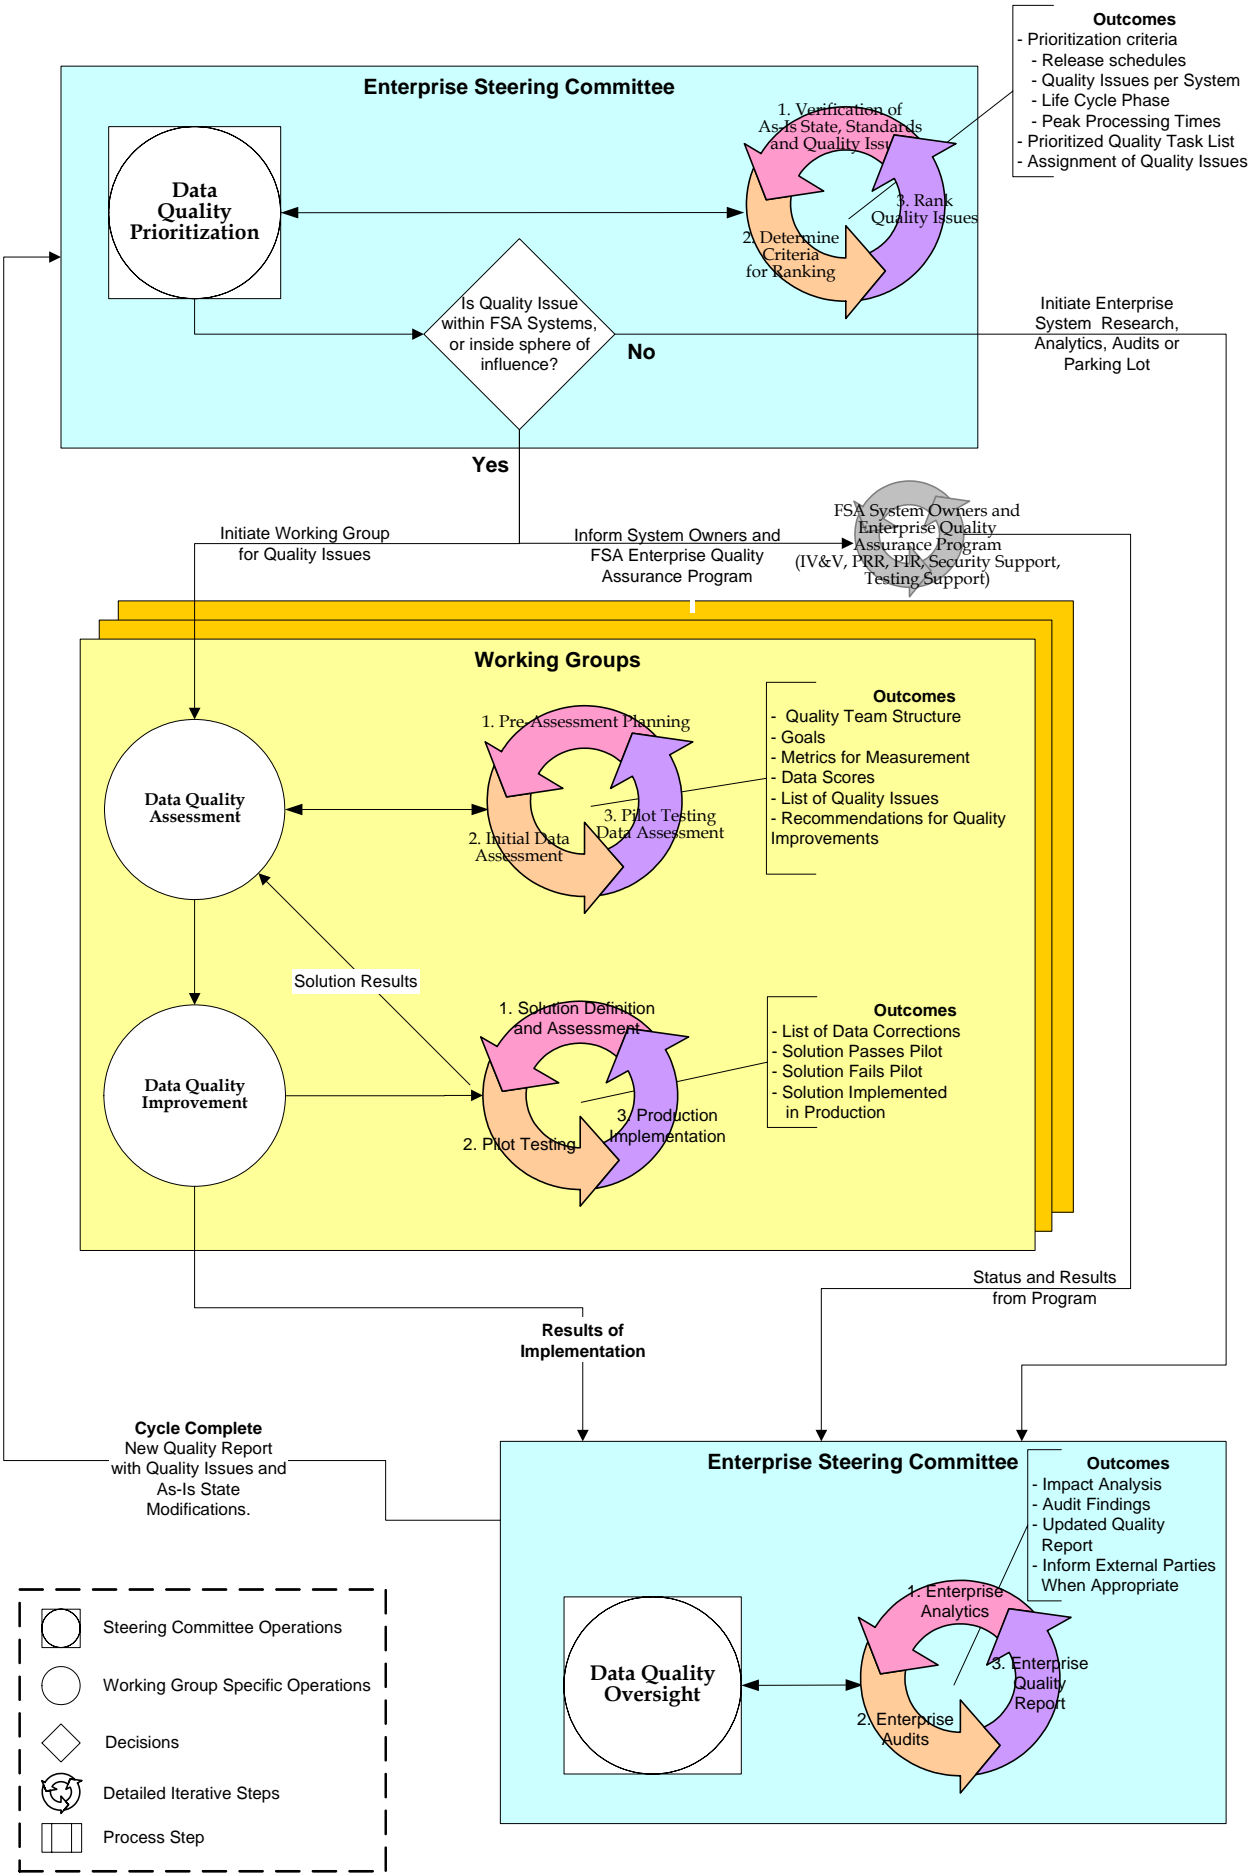 Outcomes
- Prioritization criteria
- Release schedules
- Quality Issues per System
- Life Cycle Phase
- Peak Processing Times
- Prioritized Quality Task List
- Assignment of Quality Issues
Enterprise Steering Committee
1. Verification of
As-Is State, Standards
and Quality Issu
Data
Quality
Prioritization
3. Rank
Quality Issues
2. Determine
Criteria
for Ranking
Is Quality Issue
within FSA Systems,
or inside sphere of
influence?
No
Initiate Enterprise
System Research,
Analytics, Audits or
Parking Lot
Yes
Initiate Working Group
for Quality Issues
Inform System Owners and
FSA Enterprise Quality
Assurance Program
FSA System Owners and
Enterprise Quality
Assurance Program
(IV&V, PRR, PIR, Security Support,
Testing Support)
Working Groups
1. Pre-Assessment Planning
Data Quality
Assessment
2. Initial Data
Assessment
3. Pilot Testing
Data Assessment
Outcomes
- Quality Team Structure
- Goals
- Metrics for Measurement
- Data Scores
- List of Quality Issues
- Recommendations for Quality
Improvements
Solution Results
1. Solution Definition
and Assessment
Data Quality
Improvement
2. Pilot Testing
3. Production
Implementation
Outcomes
- List of Data Corrections
- Solution Passes Pilot
- Solution Fails Pilot
- Solution Implemented
in Production
Status and Results
from Program
Results of
Implementation
Cycle Complete
New Quality Report
with Quality Issues and
As-Is State
Modifications.
Enterprise Steering Committee
Outcomes
- Impact Analysis
- Audit Findings
- Updated Quality
Report
- Inform External Parties
When Appropriate
1. Enterprise
Analytics
Data Quality
Oversight
3. Enterprise
Quality
Report
2. Enterprise
Audits
Steering Committee Operations
Working Group Specific Operations
Decisions
Detailed Iterative Steps
Process Step